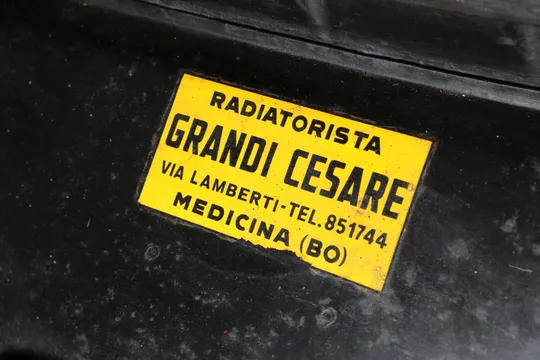 RADIATORISTA
GRANDI CESARE
VIA LAMBERTI-TEL.851744
MEDICINA (BO)